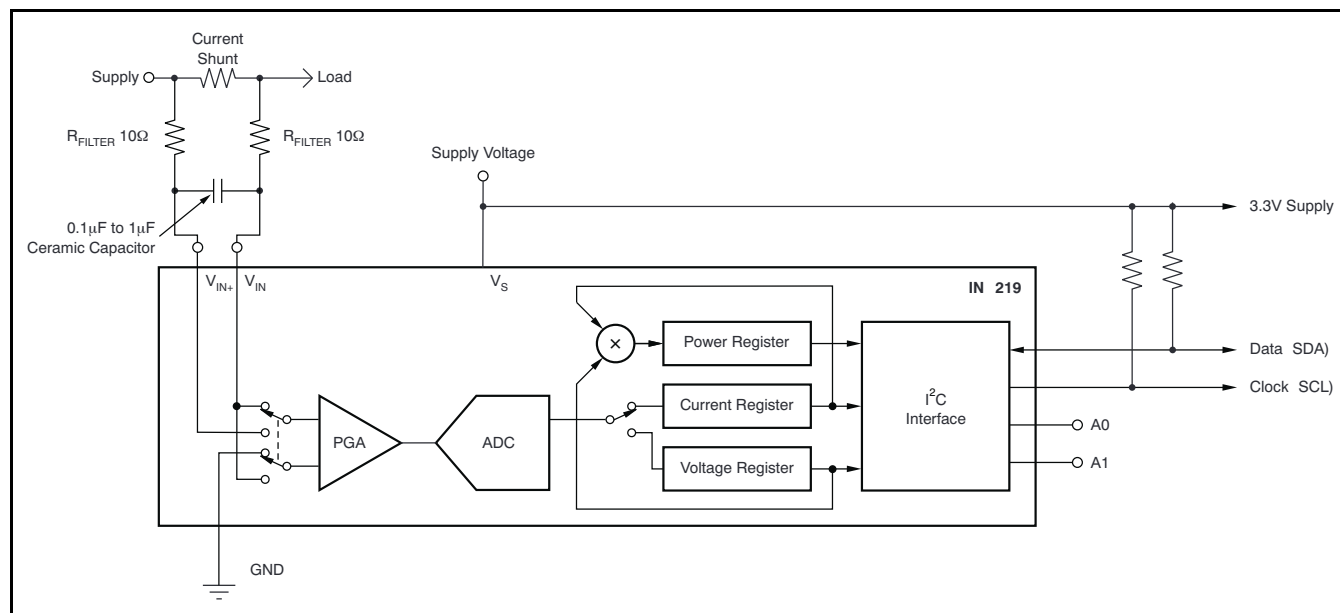 Current
Shunt
Supply
Load
R_FILTER 10Ω
R_FILTER 10Ω
Supply Voltage
0.1μF to 1μF
Ceramic Capacitor
3.3V Supply
V_IN+
V_IN
V_S
IN 219
×
Power Register
Current Register
Voltage Register
PGA
ADC
I²C
Interface
Data SDA)
Clock SCL)
A0
A1
GND